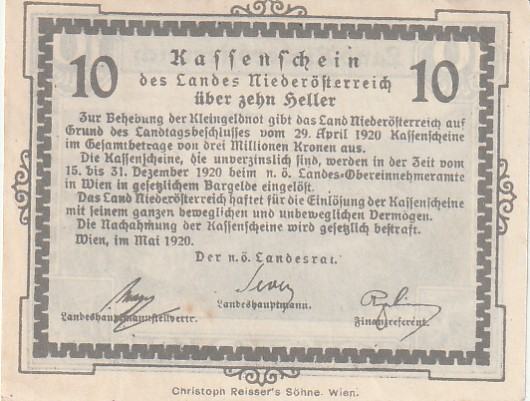 Kassenschein
10 des Landes Niederösterreich 10
über zehn Heller
Zur Behebung der Kleingeldnot gibt das Land Niederösterreich auf
Grund des Landtagsbeschlusses vom 29. April 1920 Kassenscheine
im Gesamtbetrage von drei Millionen Kronen aus.
Die Kassenscheine, die unverzinslich sind, werden in der Zeit vom
15. bis 31. Dezember 1920 beim n. ö. Landes-Obereinnehmeramte
in Wien in gesetzlichem Bargelde eingelöst.
Das Land Niederösterreich haftet für die Einlösung der Kassenscheine
mit seinem ganzen beweglichen und unbeweglichen Vermögen.
Die Nachahmung der Kassenscheine wird gesetzlich bestraft.
Wien, im Mai 1920.
Der n.ö. Landesrat.
Landeshauptmannstellvertr. Landeshauptmann. Finanzreferent.
Christoph Reisser's Söhne. Wien.